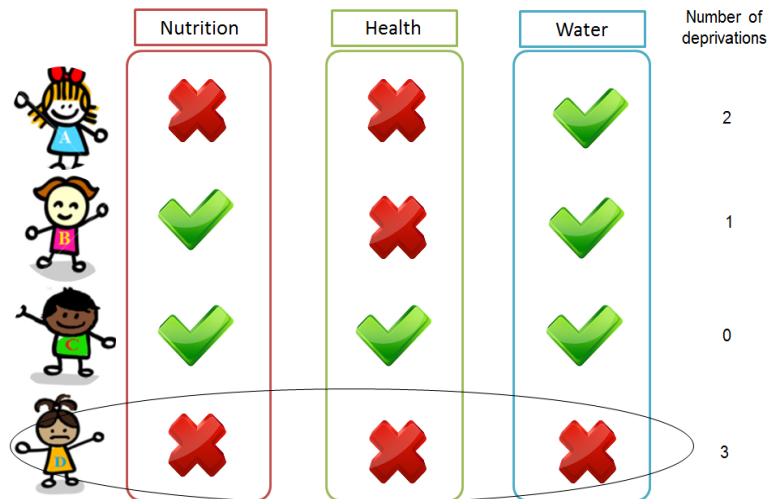 Nutrition
Health
Water
Number of
deprivations
A
2
B
1
C
0
D
3